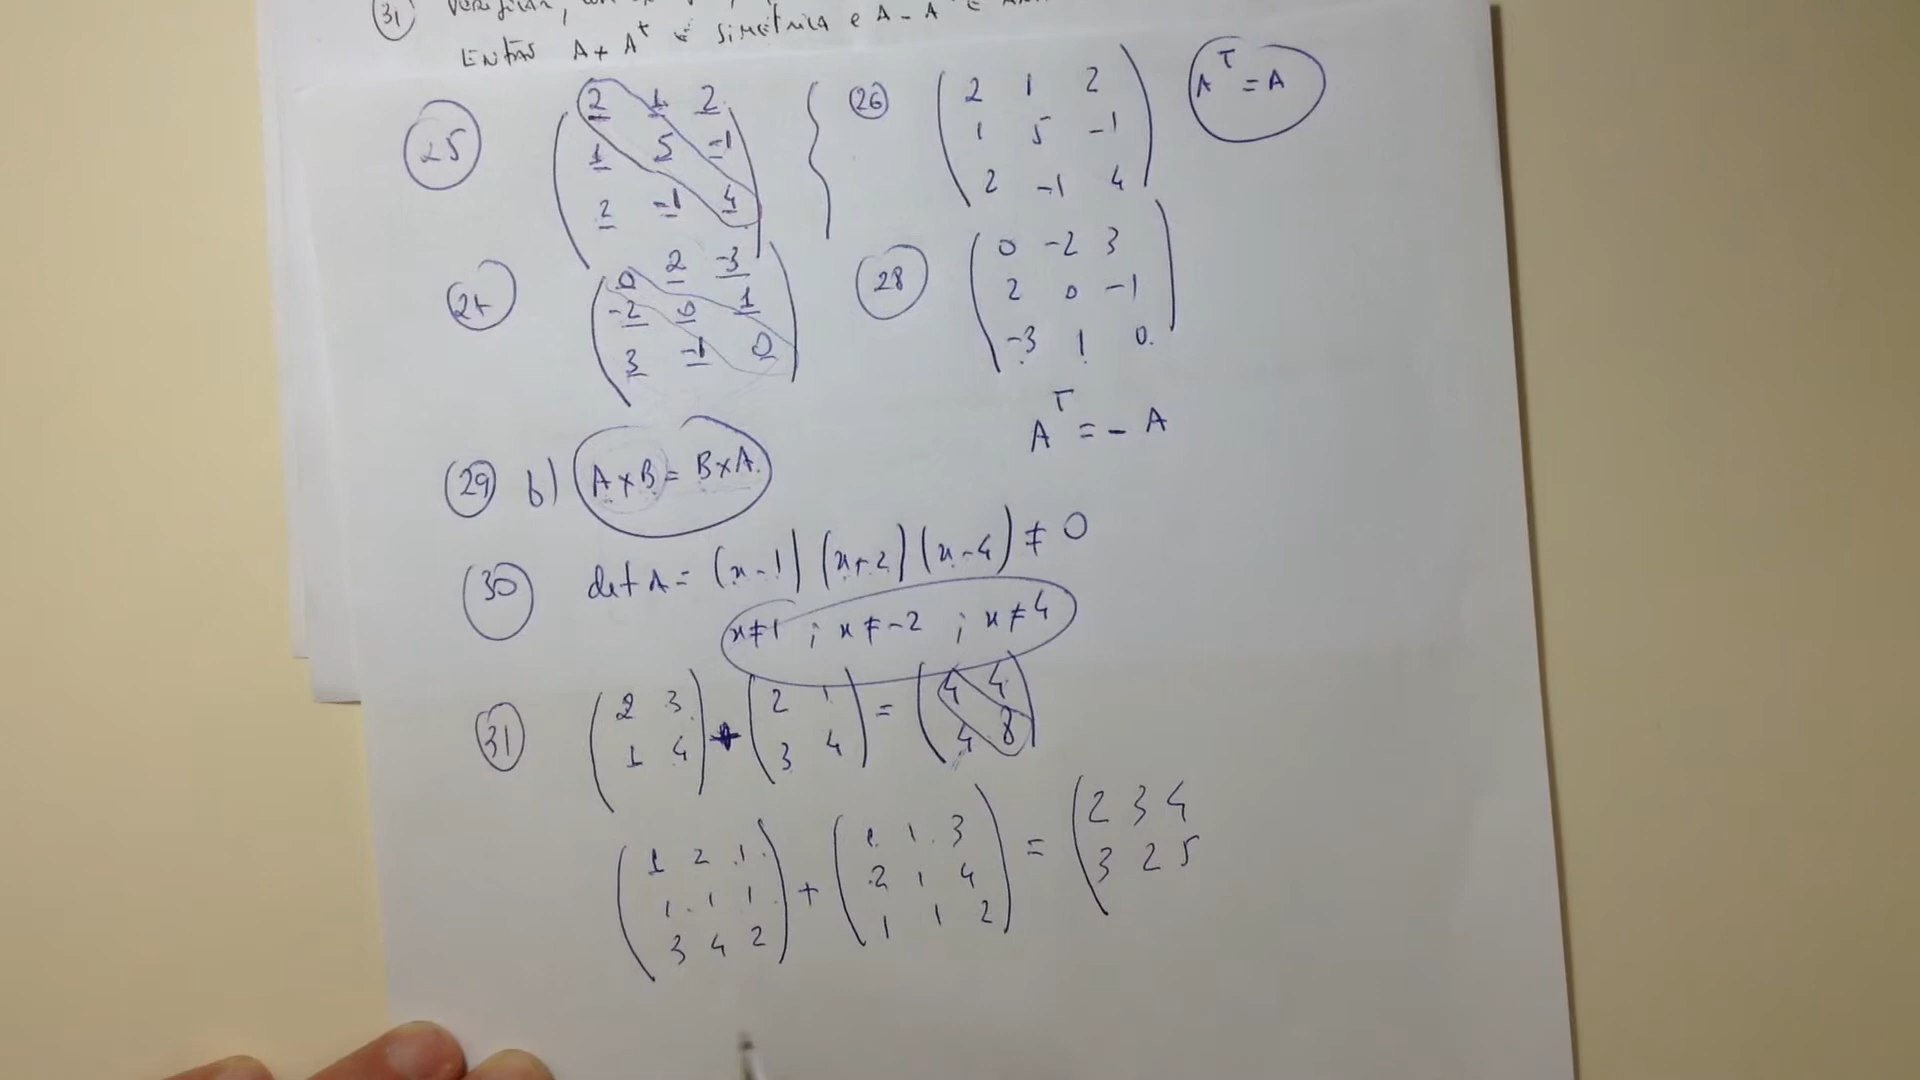 31
ENTÃO A + Aᵗ É SIMÉTRICA e A - A
25 ( 2 1 2 26 ( 2 1 2 ) Aᵀ = A
1 5 -1 1 5 -1
2 -1 4 ) 2 -1 4
27 ( 0 2 -3 28 ( 0 -2 3
-2 0 1 2 0 -1
3 -1 0 ) -3 1 0 )
Aᵀ = - A
29 b) A×B = B×A.
30 det A = (x-1) (x+2) (x-4) ≠ 0
x≠1 ; x≠-2 ; x≠4
31 ( 2 3 ) + ( 2 1 ) = ( 4 4 )
1 4 3 4 4 8
( 1 2 1 ) + ( 1 1 3 ) = ( 2 3 4
1 1 1 2 1 4 3 2 5
3 4 2 1 1 2